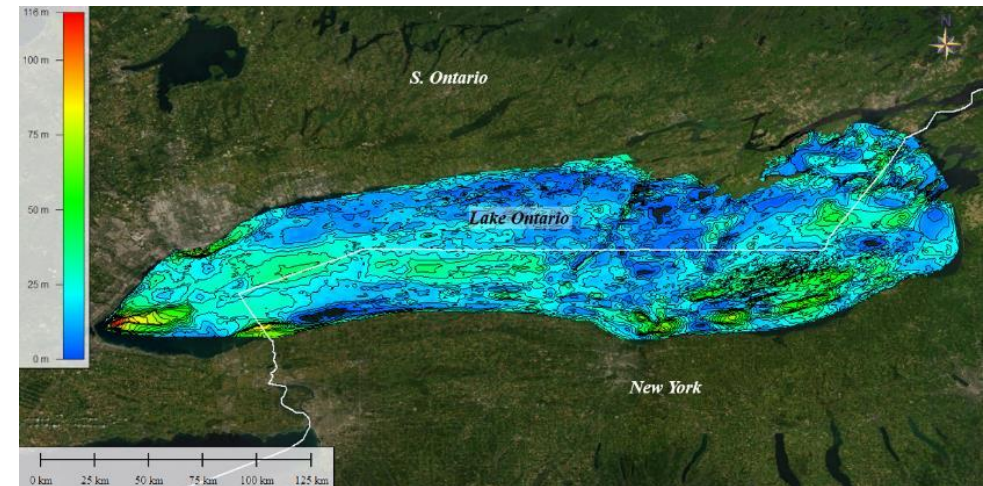 116 m
100 m
75 m
50 m
25 m
0 m
N
S. Ontario
Lake Ontario
New York
0 km
25 km
50 km
75 km
100 km
125 km